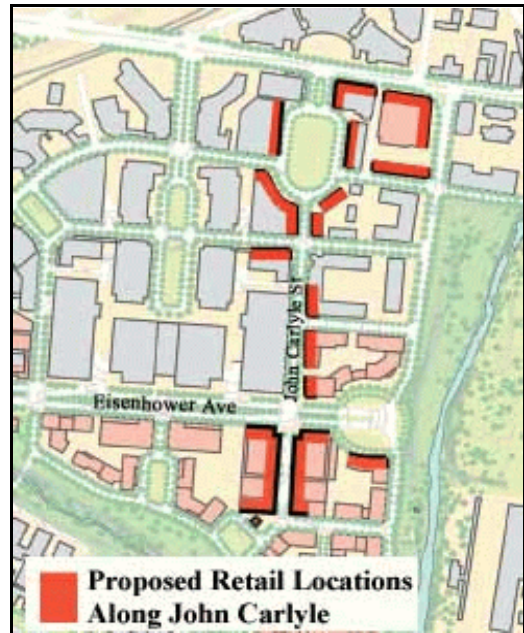 John Carlyle St
Eisenhower Ave
Proposed Retail Locations
Along John Carlyle